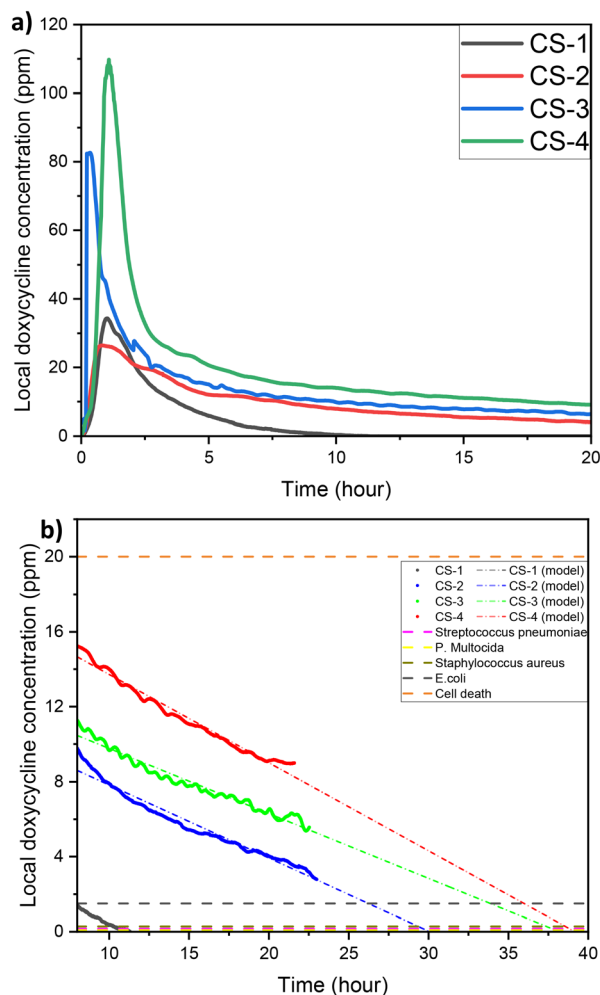 a)
120
100
80
60
40
20
0
Local doxycycline concentration (ppm)
CS-1
CS-2
CS-3
CS-4
0 5 10 15 20
Time (hour)
b)
20
16
12
8
4
0
Local doxycycline concentration (ppm)
CS-1 CS-1 (model)
CS-2 CS-2 (model)
CS-3 CS-3 (model)
CS-4 CS-4 (model)
Streptococcus pneumoniae
P. Multocida
Staphylococcus aureus
E.coli
Cell death
10 15 20 25 30 35 40
Time (hour)